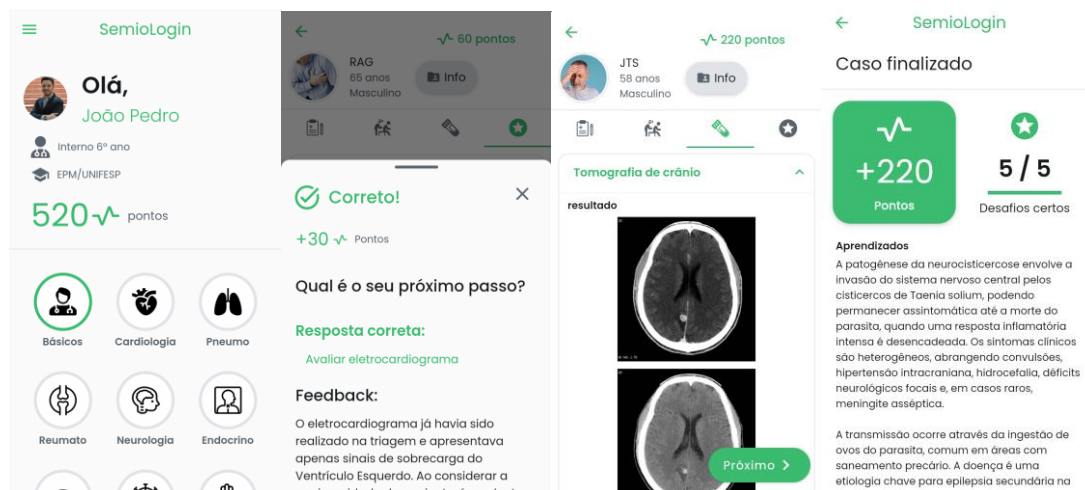 SemioLogin
Olá,
João Pedro
Interno 6º ano
EPM/UNIFESP
520 pontos
Básicos
Cardiologia
Pneumo
Reumato
Neurologia
Endocrino
60 pontos
RAG
65 anos
Masculino
Info
Correto!
+30 Pontos
Qual é o seu próximo passo?
Resposta correta:
Avaliar eletrocardiograma
Feedback:
O eletrocardiograma já havia sido
realizado na triagem e apresentava
apenas sinais de sobrecarga do
Ventrículo Esquerdo. Ao considerar a
220 pontos
JTS
58 anos
Masculino
Info
Tomografia de crânio
resultado
Próximo
SemioLogin
Caso finalizado
+220
Pontos
5 / 5
Desafios certos
Aprendizados
A patogênese da neurocisticercose envolve a
invasão do sistema nervoso central pelos
cisticercos de Taenia solium, podendo
permanecer assintomática até a morte do
parasita, quando uma resposta inflamatória
intensa é desencadeada. Os sintomas clínicos
são heterogêneos, abrangendo convulsões,
hipertensão intracraniana, hidrocefalia, déficits
neurológicos focais e, em casos raros,
meningite asséptica.
A transmissão ocorre através da ingestão de
ovos do parasita, comum em áreas com
saneamento precário. A doença é uma
etiologia chave para epilepsia secundária na